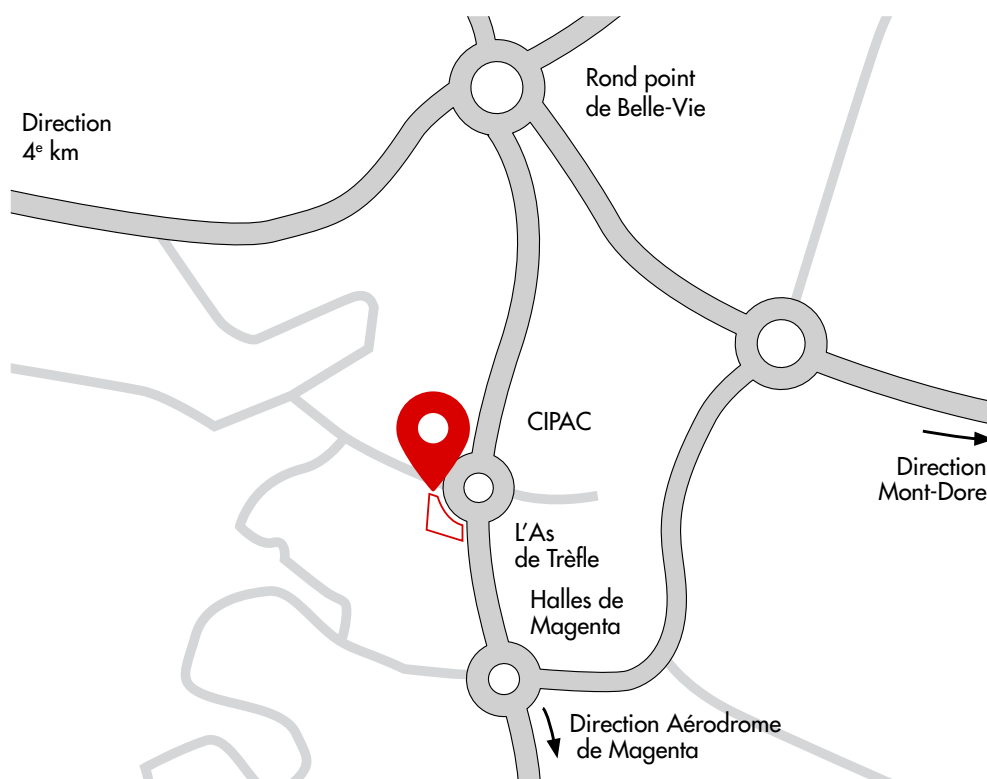 Rond point
de Belle-Vie
Direction
4e km
CIPAC
Direction
Mont-Dore
L'As
de Trèfle
Halles de
Magenta
Direction Aérodrome
de Magenta